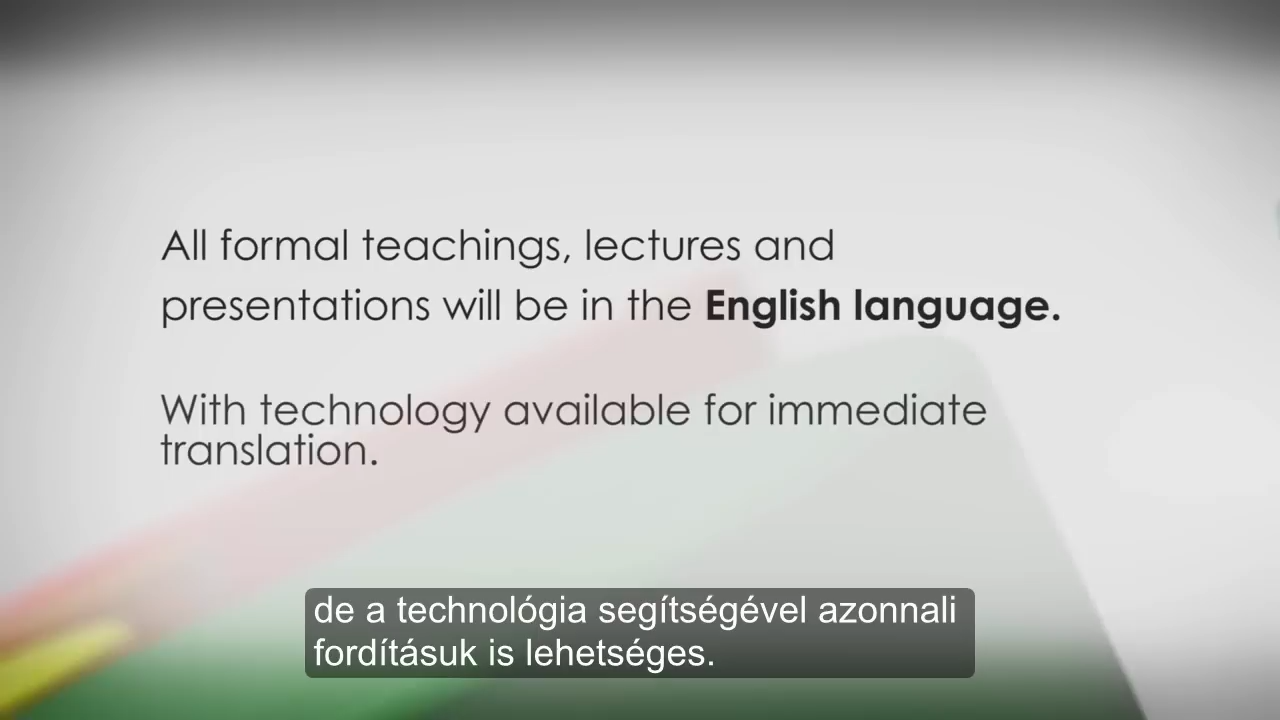 All formal teachings, lectures and
presentations will be in the English language.
With technology available for immediate
translation.
de a technológia segítségével azonnali
fordításuk is lehetséges.